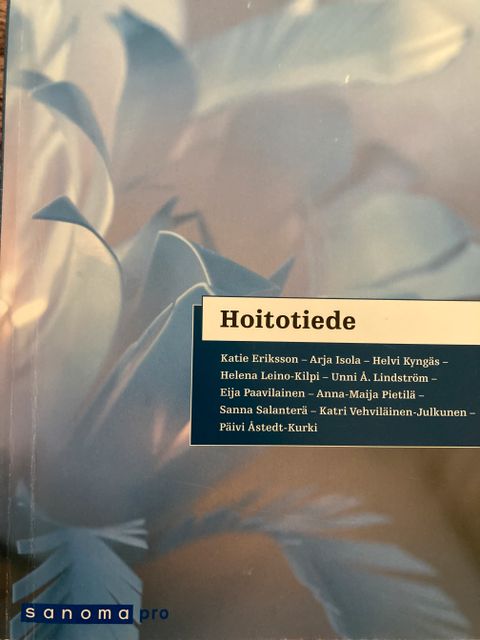 Hoitotiede
Katie Eriksson – Arja Isola – Helvi Kyngäs –
Helena Leino-Kilpi – Unni Å. Lindström –
Eija Paavilainen – Anna-Maija Pietilä –
Sanna Salanterä – Katri Vehviläinen-Julkunen –
Päivi Åstedt-Kurki
sanoma pro